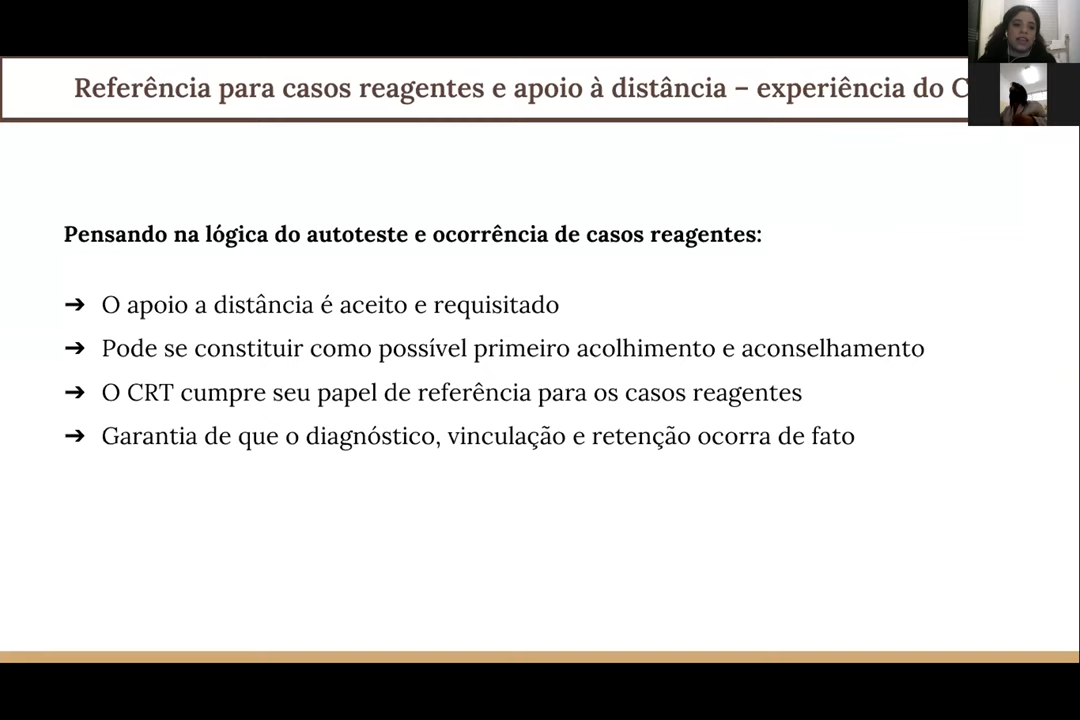 Referência para casos reagentes e apoio à distância – experiência do C
Pensando na lógica do autoteste e ocorrência de casos reagentes:
➔ O apoio a distância é aceito e requisitado
➔ Pode se constituir como possível primeiro acolhimento e aconselhamento
➔ O CRT cumpre seu papel de referência para os casos reagentes
➔ Garantia de que o diagnóstico, vinculação e retenção ocorra de fato